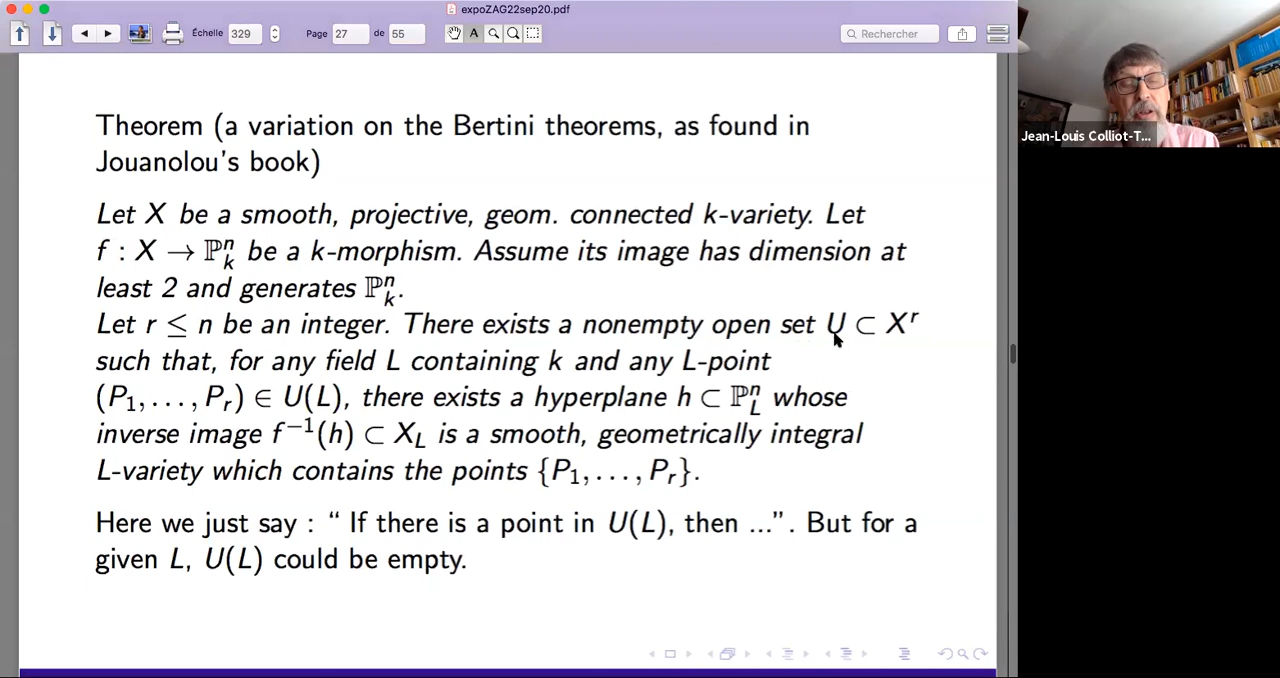 expoZAG22sep20.pdf
Échelle 329 Page 27 de 55 Rechercher
Theorem (a variation on the Bertini theorems, as found in
Jouanolou's book)
Let X be a smooth, projective, geom. connected k-variety. Let
f : X → ℙⁿₖ be a k-morphism. Assume its image has dimension at
least 2 and generates ℙⁿₖ.
Let r ≤ n be an integer. There exists a nonempty open set U ⊂ Xʳ
such that, for any field L containing k and any L-point
(P₁, . . . , Pᵣ) ∈ U(L), there exists a hyperplane h ⊂ ℙⁿ_L whose
inverse image f⁻¹(h) ⊂ X_L is a smooth, geometrically integral
L-variety which contains the points {P₁, . . . , Pᵣ}.
Here we just say : “ If there is a point in U(L), then ...”. But for a
given L, U(L) could be empty.
Jean-Louis Colliot-T...